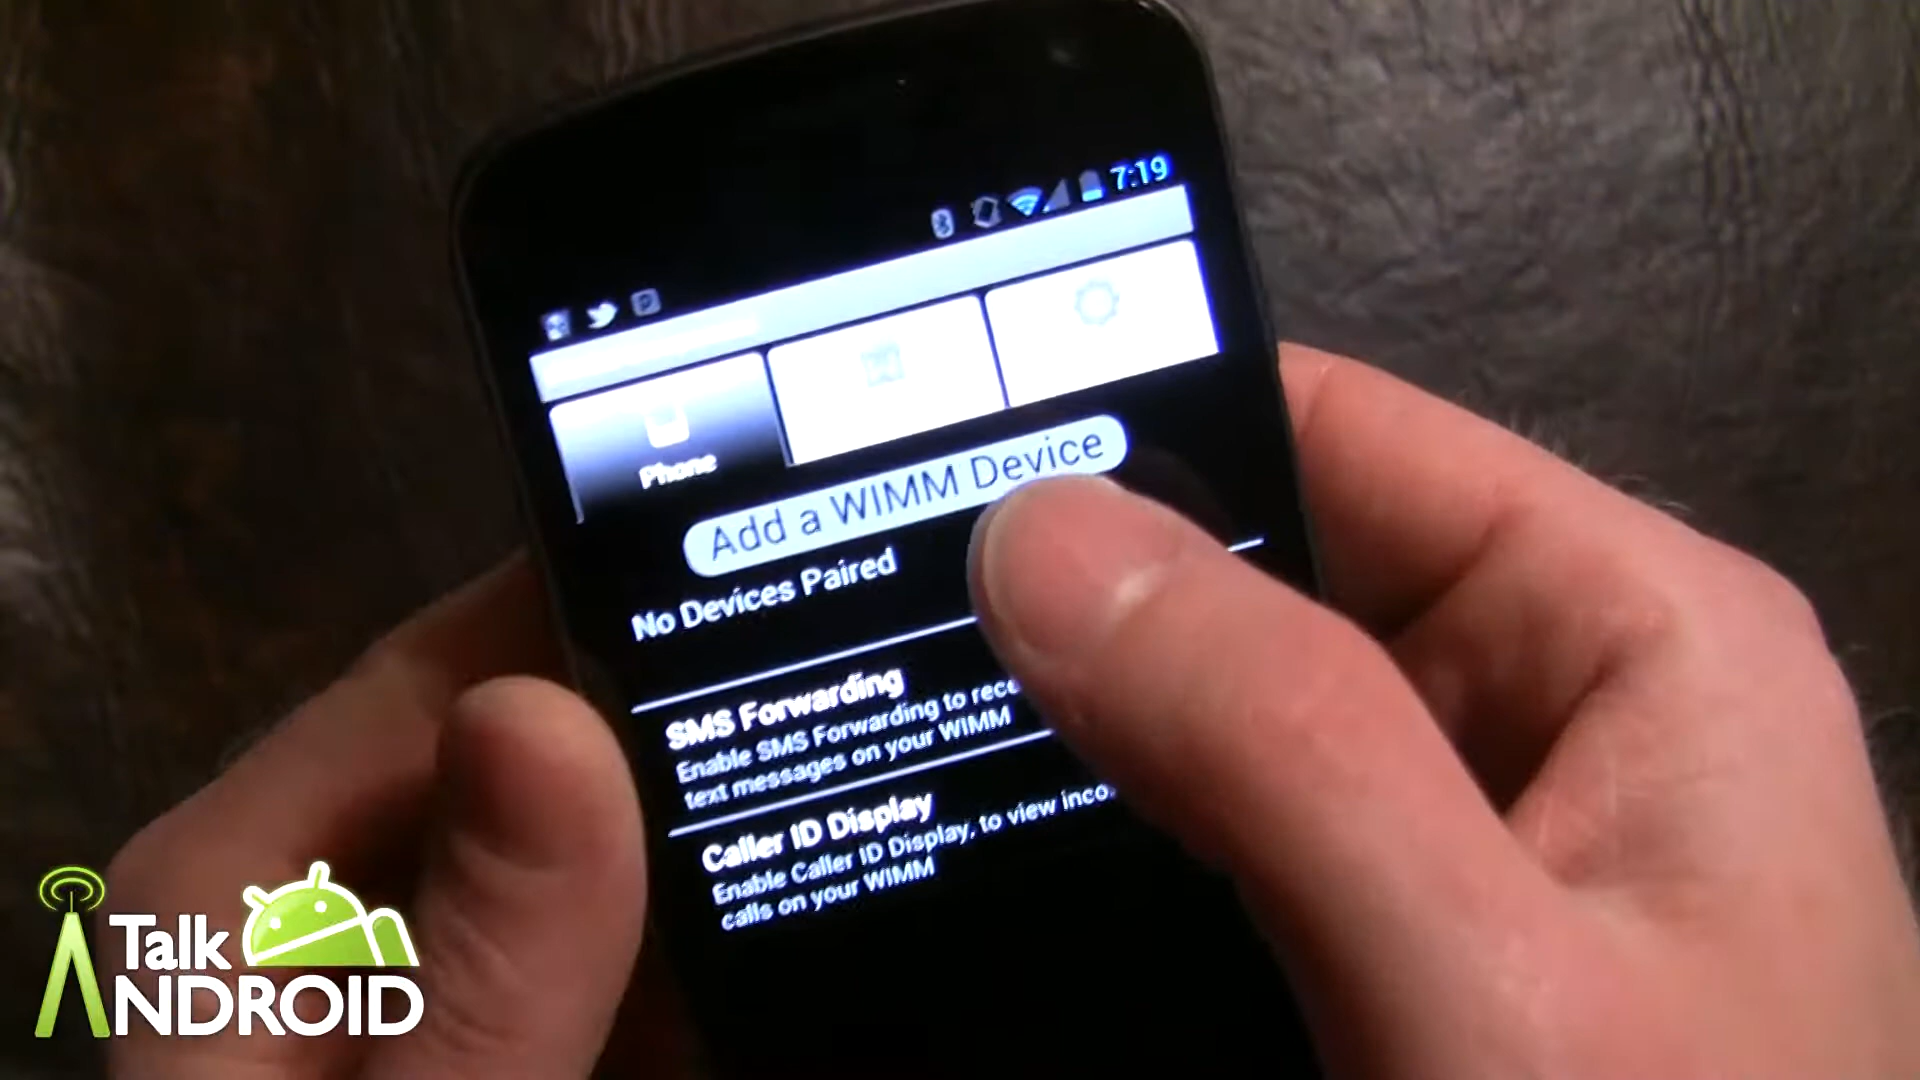 7:19
Phone
Add a WIMM Device
No Devices Paired
SMS Forwarding
Enable SMS Forwarding to rece
text messages on your WIMM
Caller ID Display
Enable Caller ID Display, to view inco
calls on your WIMM
Talk
ANDROID